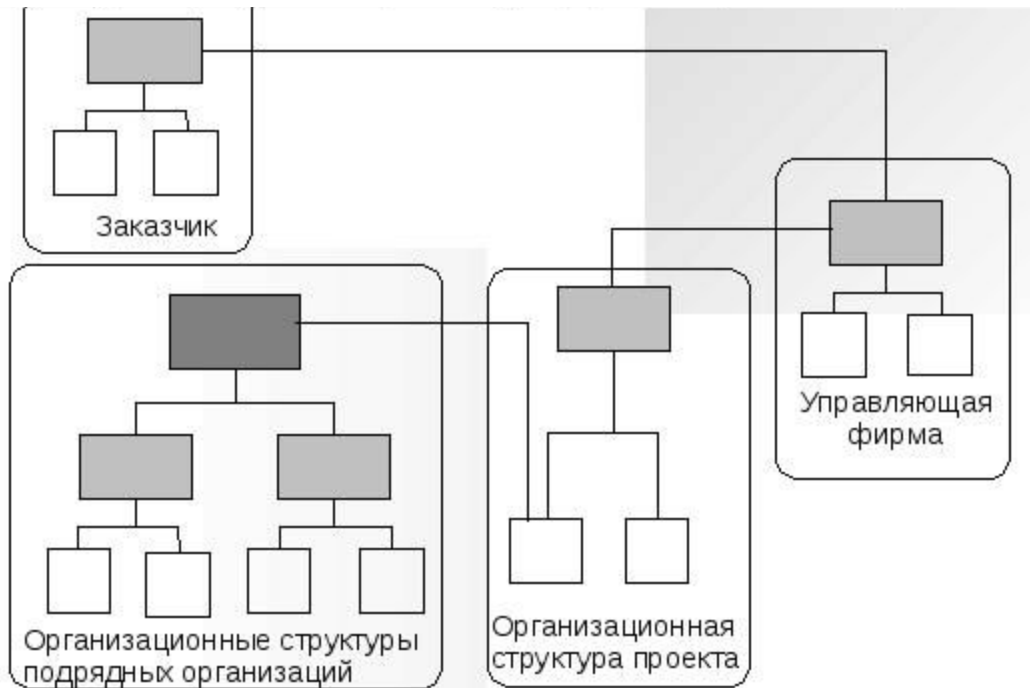 Заказчик
Управляющая
фирма
Организационные структуры
подрядных организаций
Организационная
структура проекта